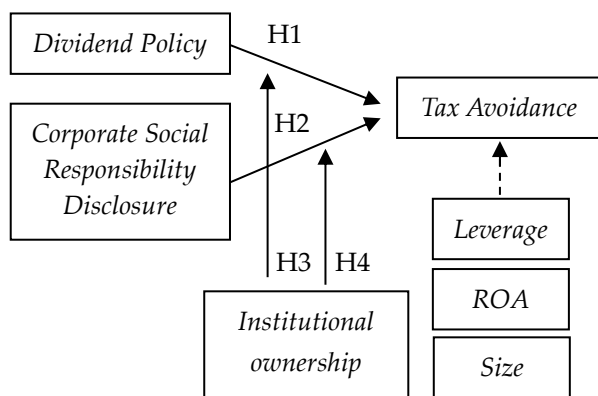 Dividend Policy
H1
Tax Avoidance
Corporate Social
Responsibility
Disclosure
H2
H3
H4
Leverage
Institutional
ownership
ROA
Size